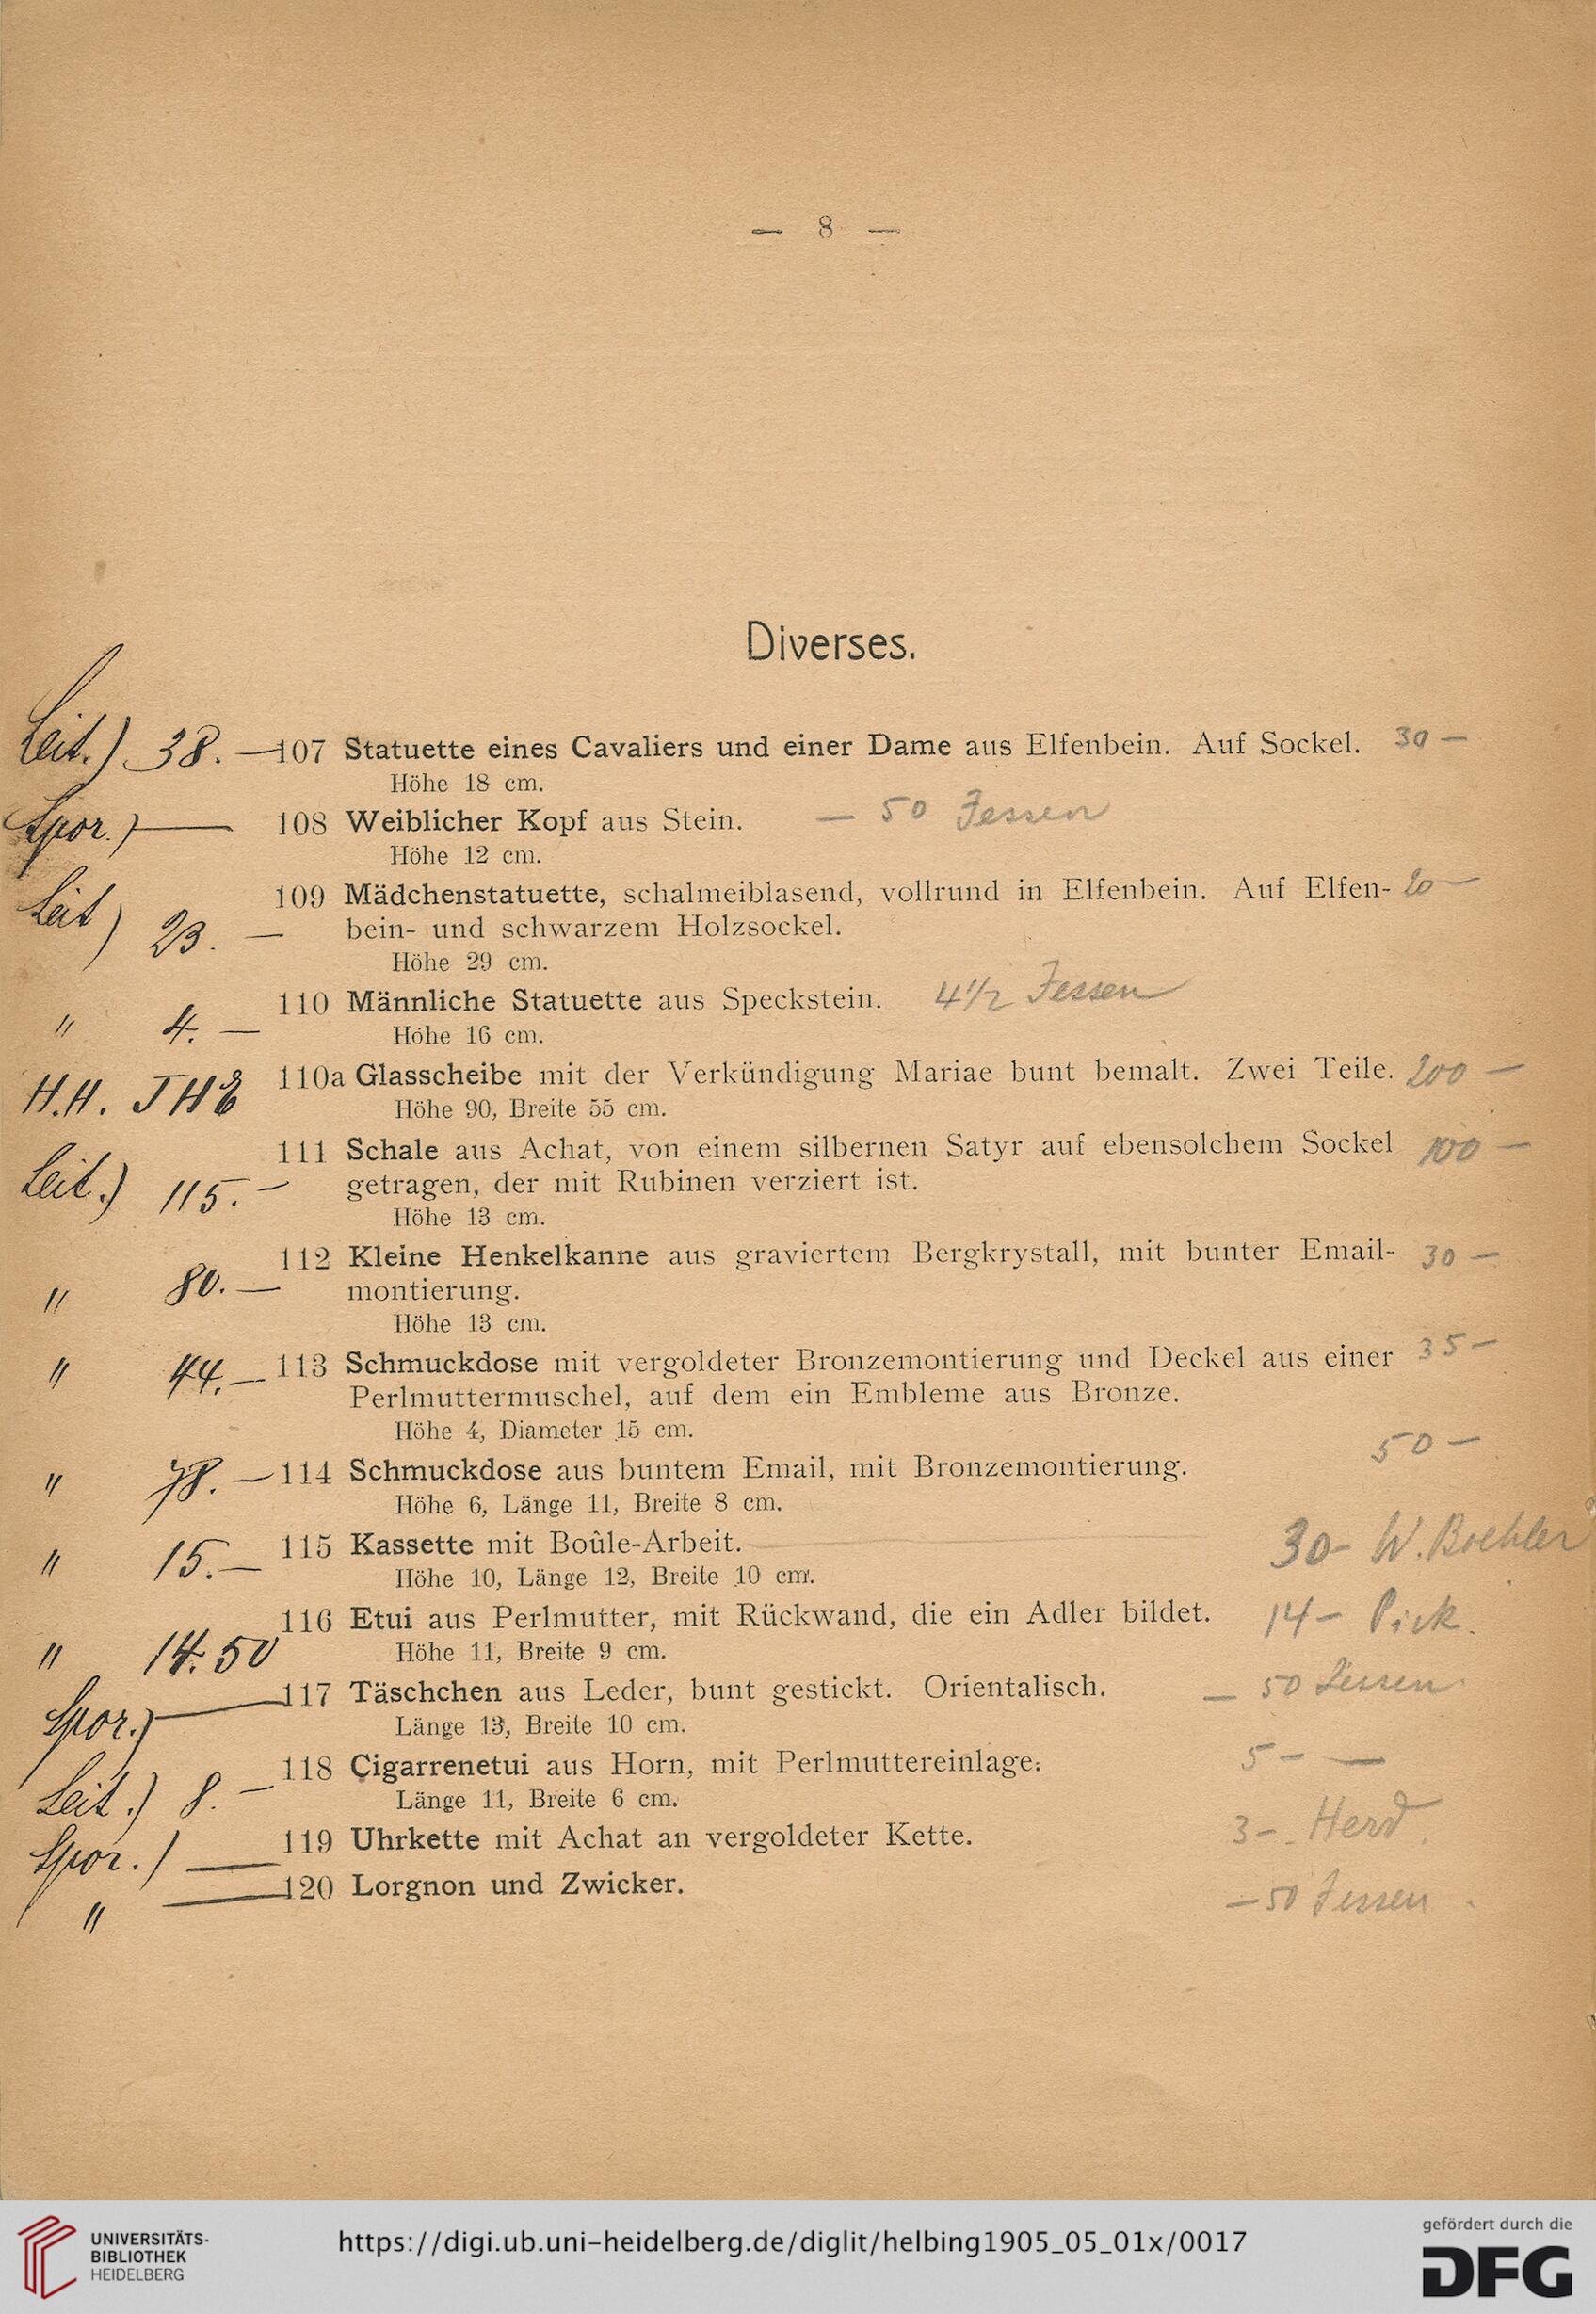 — 8 —
Diverses.
Leit.) 38. — 107 Statuette eines Cavaliers und einer Dame aus Elfenbein. Auf Sockel. 30 —
Höhe 18 cm.
Spor.) — 108 Weiblicher Kopf aus Stein. — 50 Jessen
Höhe 12 cm.
Leit) 23. — 109 Mädchenstatuette, schalmeiblasend, vollrund in Elfenbein. Auf Elfen- 20 —
bein- und schwarzem Holzsockel.
Höhe 29 cm.
" 4. — 110 Männliche Statuette aus Speckstein. 4½ Jessen
Höhe 16 cm.
H.H. 110a Glasscheibe mit der Verkündigung Mariae bunt bemalt. Zwei Teile. 200 —
Höhe 90, Breite 55 cm.
Leit.) 115. — 111 Schale aus Achat, von einem silbernen Satyr auf ebensolchem Sockel 100 —
getragen, der mit Rubinen verziert ist.
Höhe 13 cm.
" 80. — 112 Kleine Henkelkanne aus graviertem Bergkrystall, mit bunter Email- 30 —
montierung.
Höhe 13 cm.
" 44. — 113 Schmuckdose mit vergoldeter Bronzemontierung und Deckel aus einer 35 —
Perlmuttermuschel, auf dem ein Embleme aus Bronze.
Höhe 4, Diameter 15 cm.
" 78. — 114 Schmuckdose aus buntem Email, mit Bronzemontierung. 50 —
Höhe 6, Länge 11, Breite 8 cm.
" 15. — 115 Kassette mit Boûle-Arbeit. 30- W. Boehler
Höhe 10, Länge 12, Breite 10 cm.
" 14.50 116 Etui aus Perlmutter, mit Rückwand, die ein Adler bildet. 14 — Pick.
Höhe 11, Breite 9 cm.
Spor.) — 117 Täschchen aus Leder, bunt gestickt. Orientalisch. — 50 Jessen
Länge 13, Breite 10 cm.
Leit.) 8. — 118 Cigarrenetui aus Horn, mit Perlmuttereinlage. 5 — —
Länge 11, Breite 6 cm.
Spor.) — 119 Uhrkette mit Achat an vergoldeter Kette. 3 — Herd.
" — 120 Lorgnon und Zwicker. — 50 Jessen
UNIVERSITÄTS-
BIBLIOTHEK
HEIDELBERG
https://digi.ub.uni-heidelberg.de/diglit/helbing1905_05_01x/0017
gefördert durch die
DFG